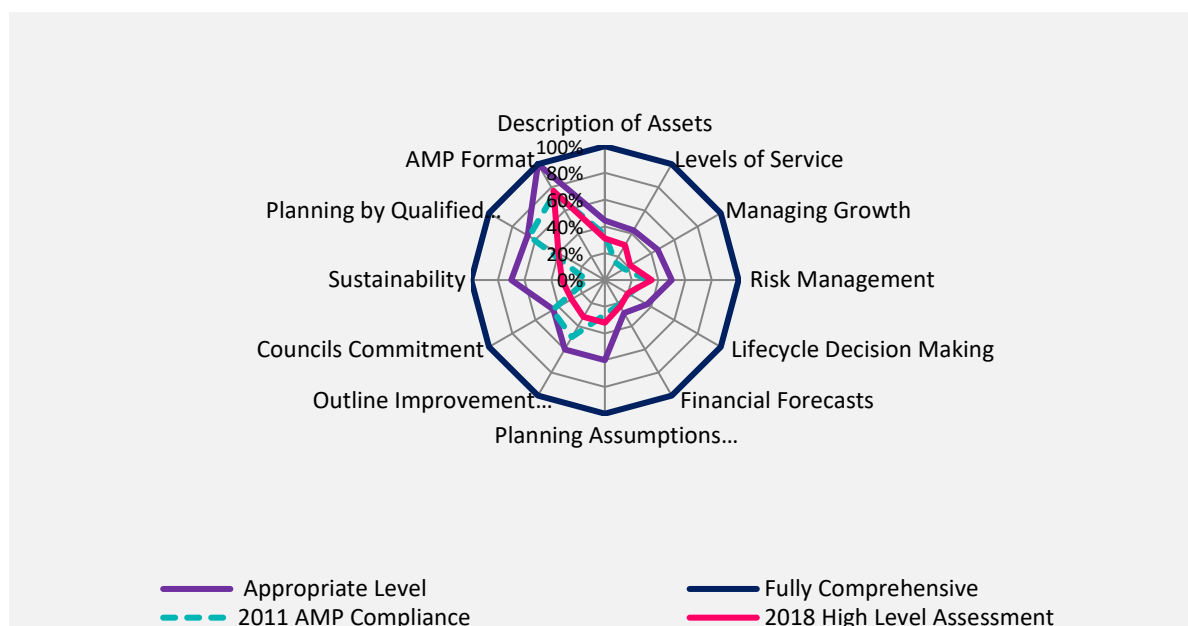 Description of Assets
100%
AMP Format
80%
Levels of Service
60%
Planning by Qualified...
Managing Growth
40%
20%
Sustainability
0%
Risk Management
Councils Commitment
Lifecycle Decision Making
Outline Improvement...
Financial Forecasts
Planning Assumptions...
Appropriate Level
Fully Comprehensive
2011 AMP Compliance
2018 High Level Assessment